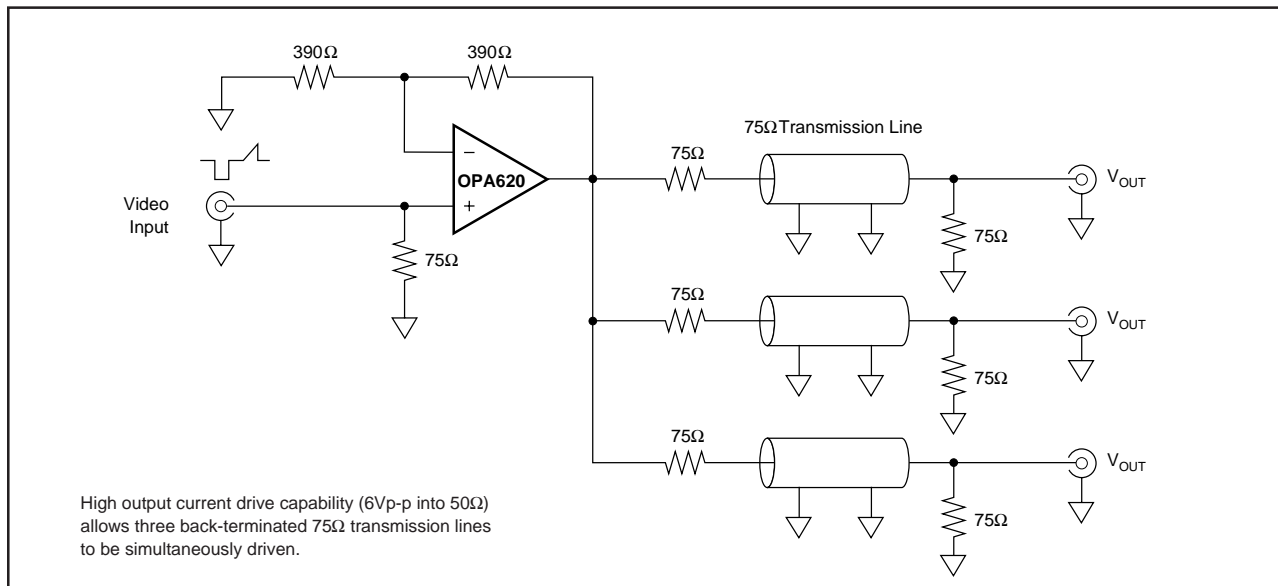 390Ω
390Ω
75Ω Transmission Line
75Ω
−
OPA620
+
Video
Input
75Ω
V_OUT
75Ω
75Ω
V_OUT
75Ω
75Ω
V_OUT
75Ω
High output current drive capability (6Vp-p into 50Ω)
allows three back-terminated 75Ω transmission lines
to be simultaneously driven.